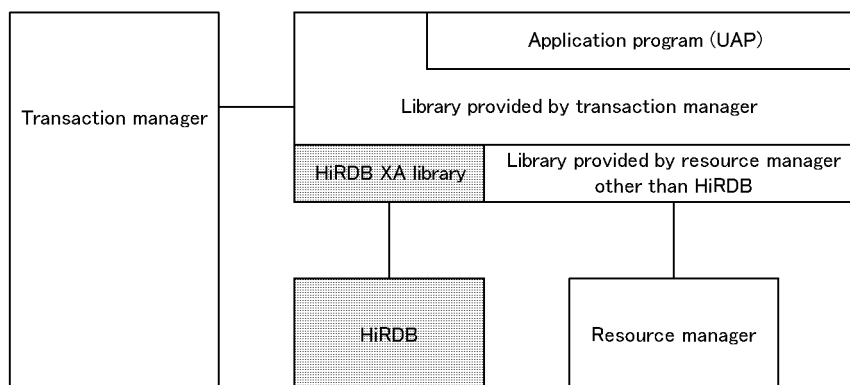 Application program (UAP)
Transaction manager
Library provided by transaction manager
HiRDB XA library
Library provided by resource manager
other than HiRDB
HiRDB
Resource manager